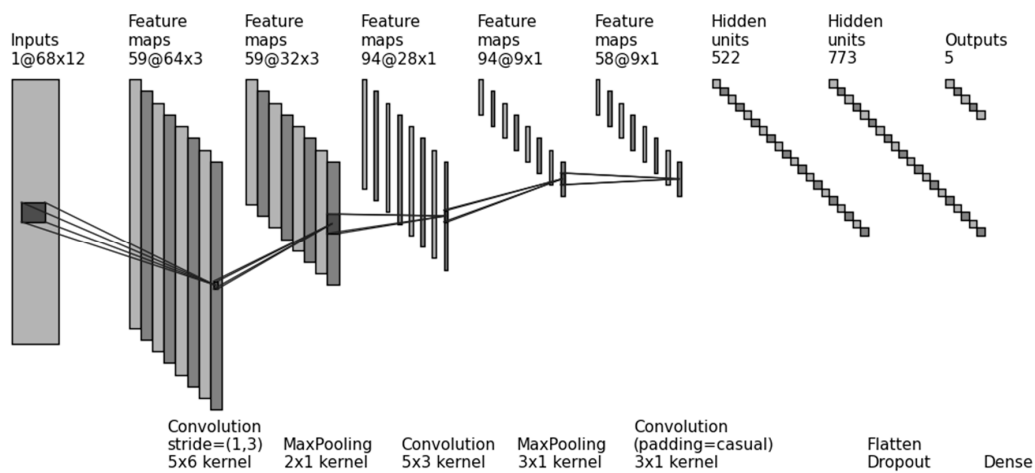 Inputs
1@68x12
Feature
maps
59@64x3
Feature
maps
59@32x3
Feature
maps
94@28x1
Feature
maps
94@9x1
Feature
maps
58@9x1
Hidden
units
522
Hidden
units
773
Outputs
5
Convolution
stride=(1,3)
5x6 kernel
MaxPooling
2x1 kernel
Convolution
5x3 kernel
MaxPooling
3x1 kernel
Convolution
(padding=casual)
3x1 kernel
Flatten
Dropout
Dense